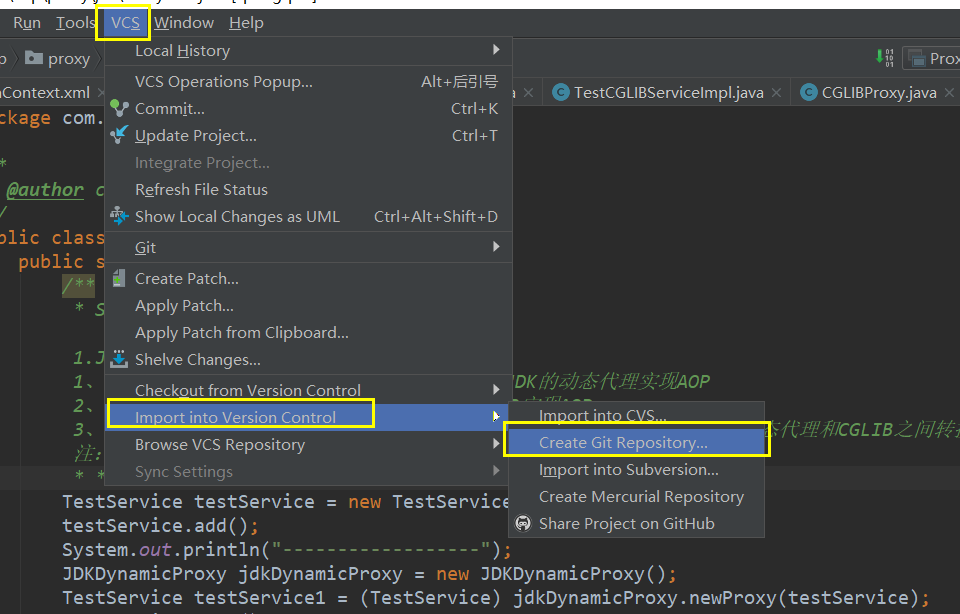 Run Tools VCS Window Help
proxy
Prox
Context.xml
TestCGLIBServiceImpl.java
CGLIBProxy.java
Local History
VCS Operations Popup... Alt+后引号
Commit... Ctrl+K
Update Project... Ctrl+T
Integrate Project...
Refresh File Status
Show Local Changes as UML Ctrl+Alt+Shift+D
Git
Create Patch...
Apply Patch...
Apply Patch from Clipboard...
Shelve Changes...
Checkout from Version Control
Import into Version Control
Browse VCS Repository
Sync Settings
Import into CVS...
Create Git Repository...
Import into Subversion...
Create Mercurial Repository
Share Project on GitHub
ckage com.
*
@author c
/
blic class
public s
/**
* S
1.J
1、 DK的动态代理实现AOP
2、
3、 态代理和CGLIB之间转
注:
* *
TestService testService = new TestService
testService.add();
System.out.println("------------------");
JDKDynamicProxy jdkDynamicProxy = new JDKDynamicProxy();
TestService testService1 = (TestService) jdkDynamicProxy.newProxy(testService);